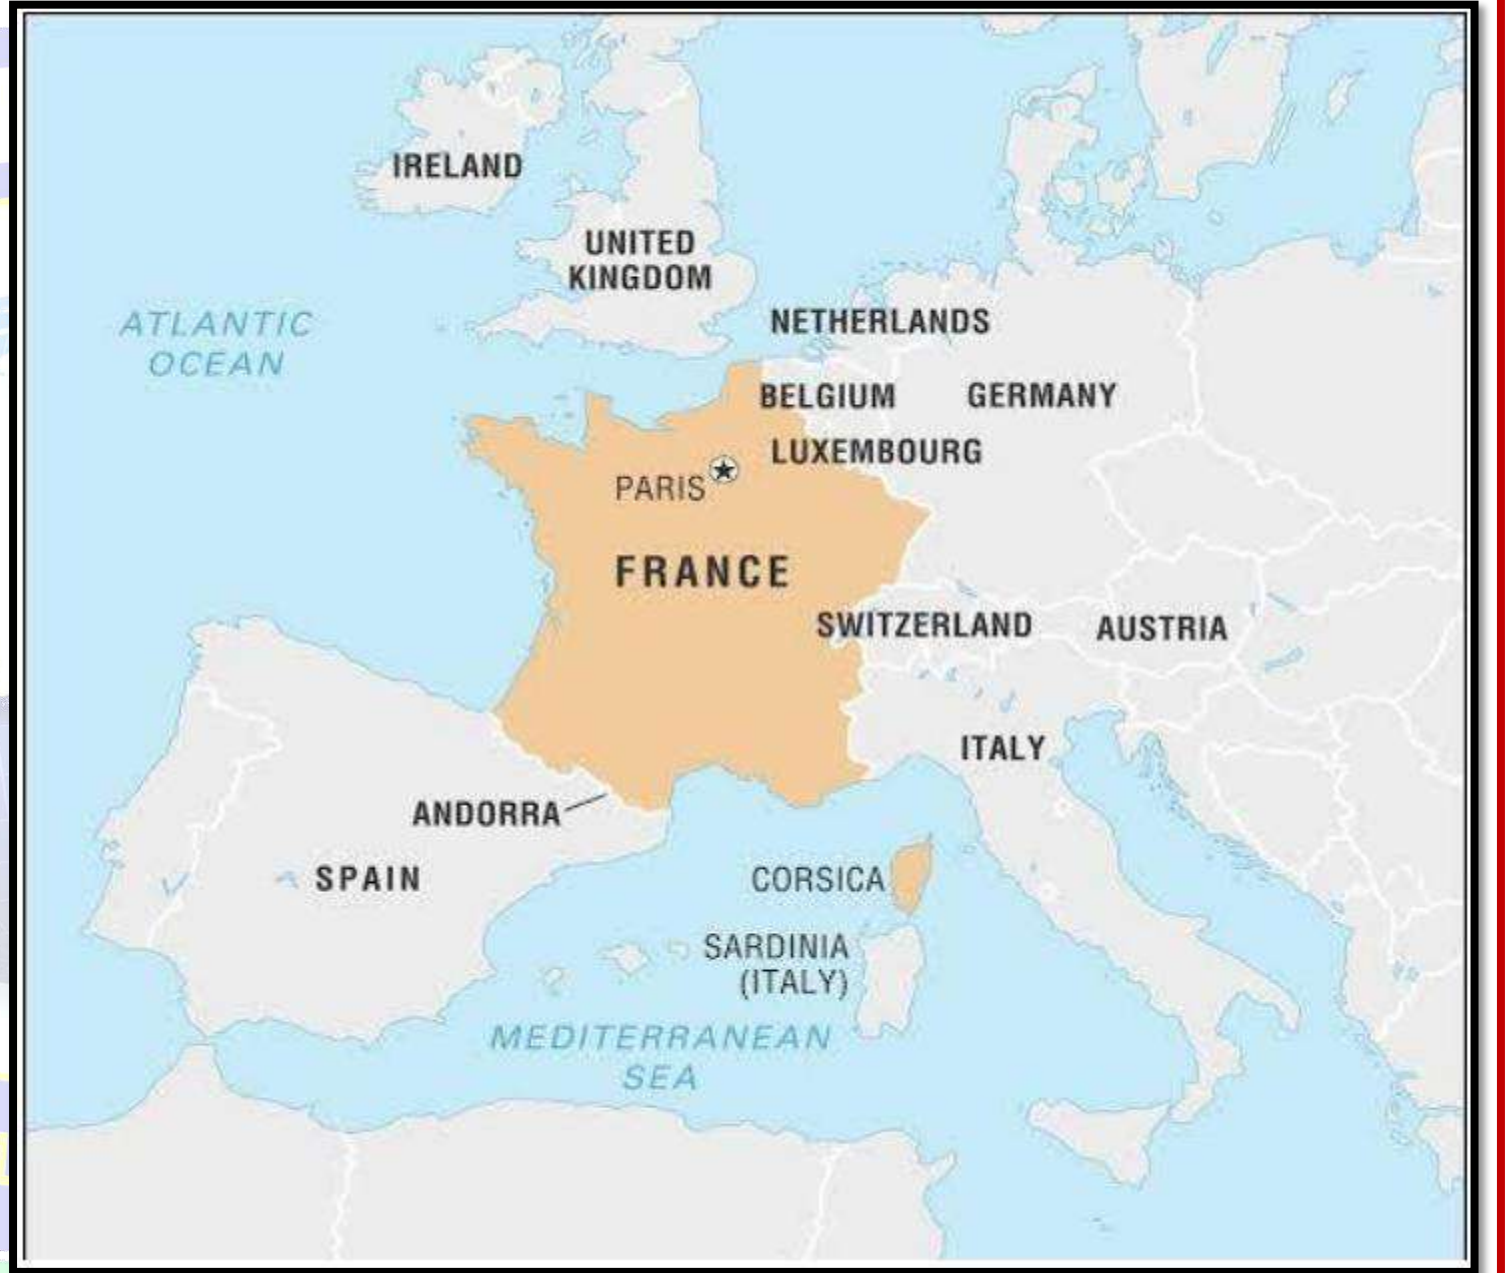 IRELAND
UNITED
KINGDOM
ATLANTIC
OCEAN
NETHERLANDS
BELGIUM
GERMANY
LUXEMBOURG
PARIS
FRANCE
SWITZERLAND
AUSTRIA
ITALY
ANDORRA
SPAIN
CORSICA
SARDINIA
(ITALY)
MEDITERRANEAN
SEA